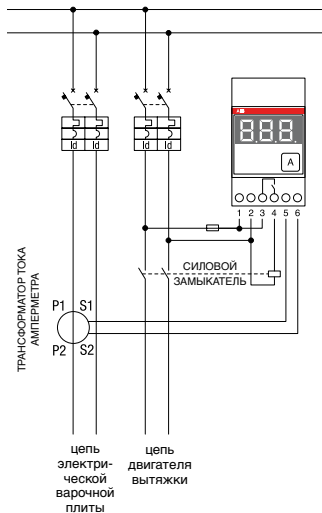 Id Id Id Id
888
A
1 2 3 4 5 6
СИЛОВОЙ
ЗАМЫКАТЕЛЬ
ТРАНСФОРМАТОР ТОКА
АМПЕРМЕТРА
P1 S1
P2 S2
цепь
электри-
ческой
варочной
плиты
цепь
двигателя
вытяжки